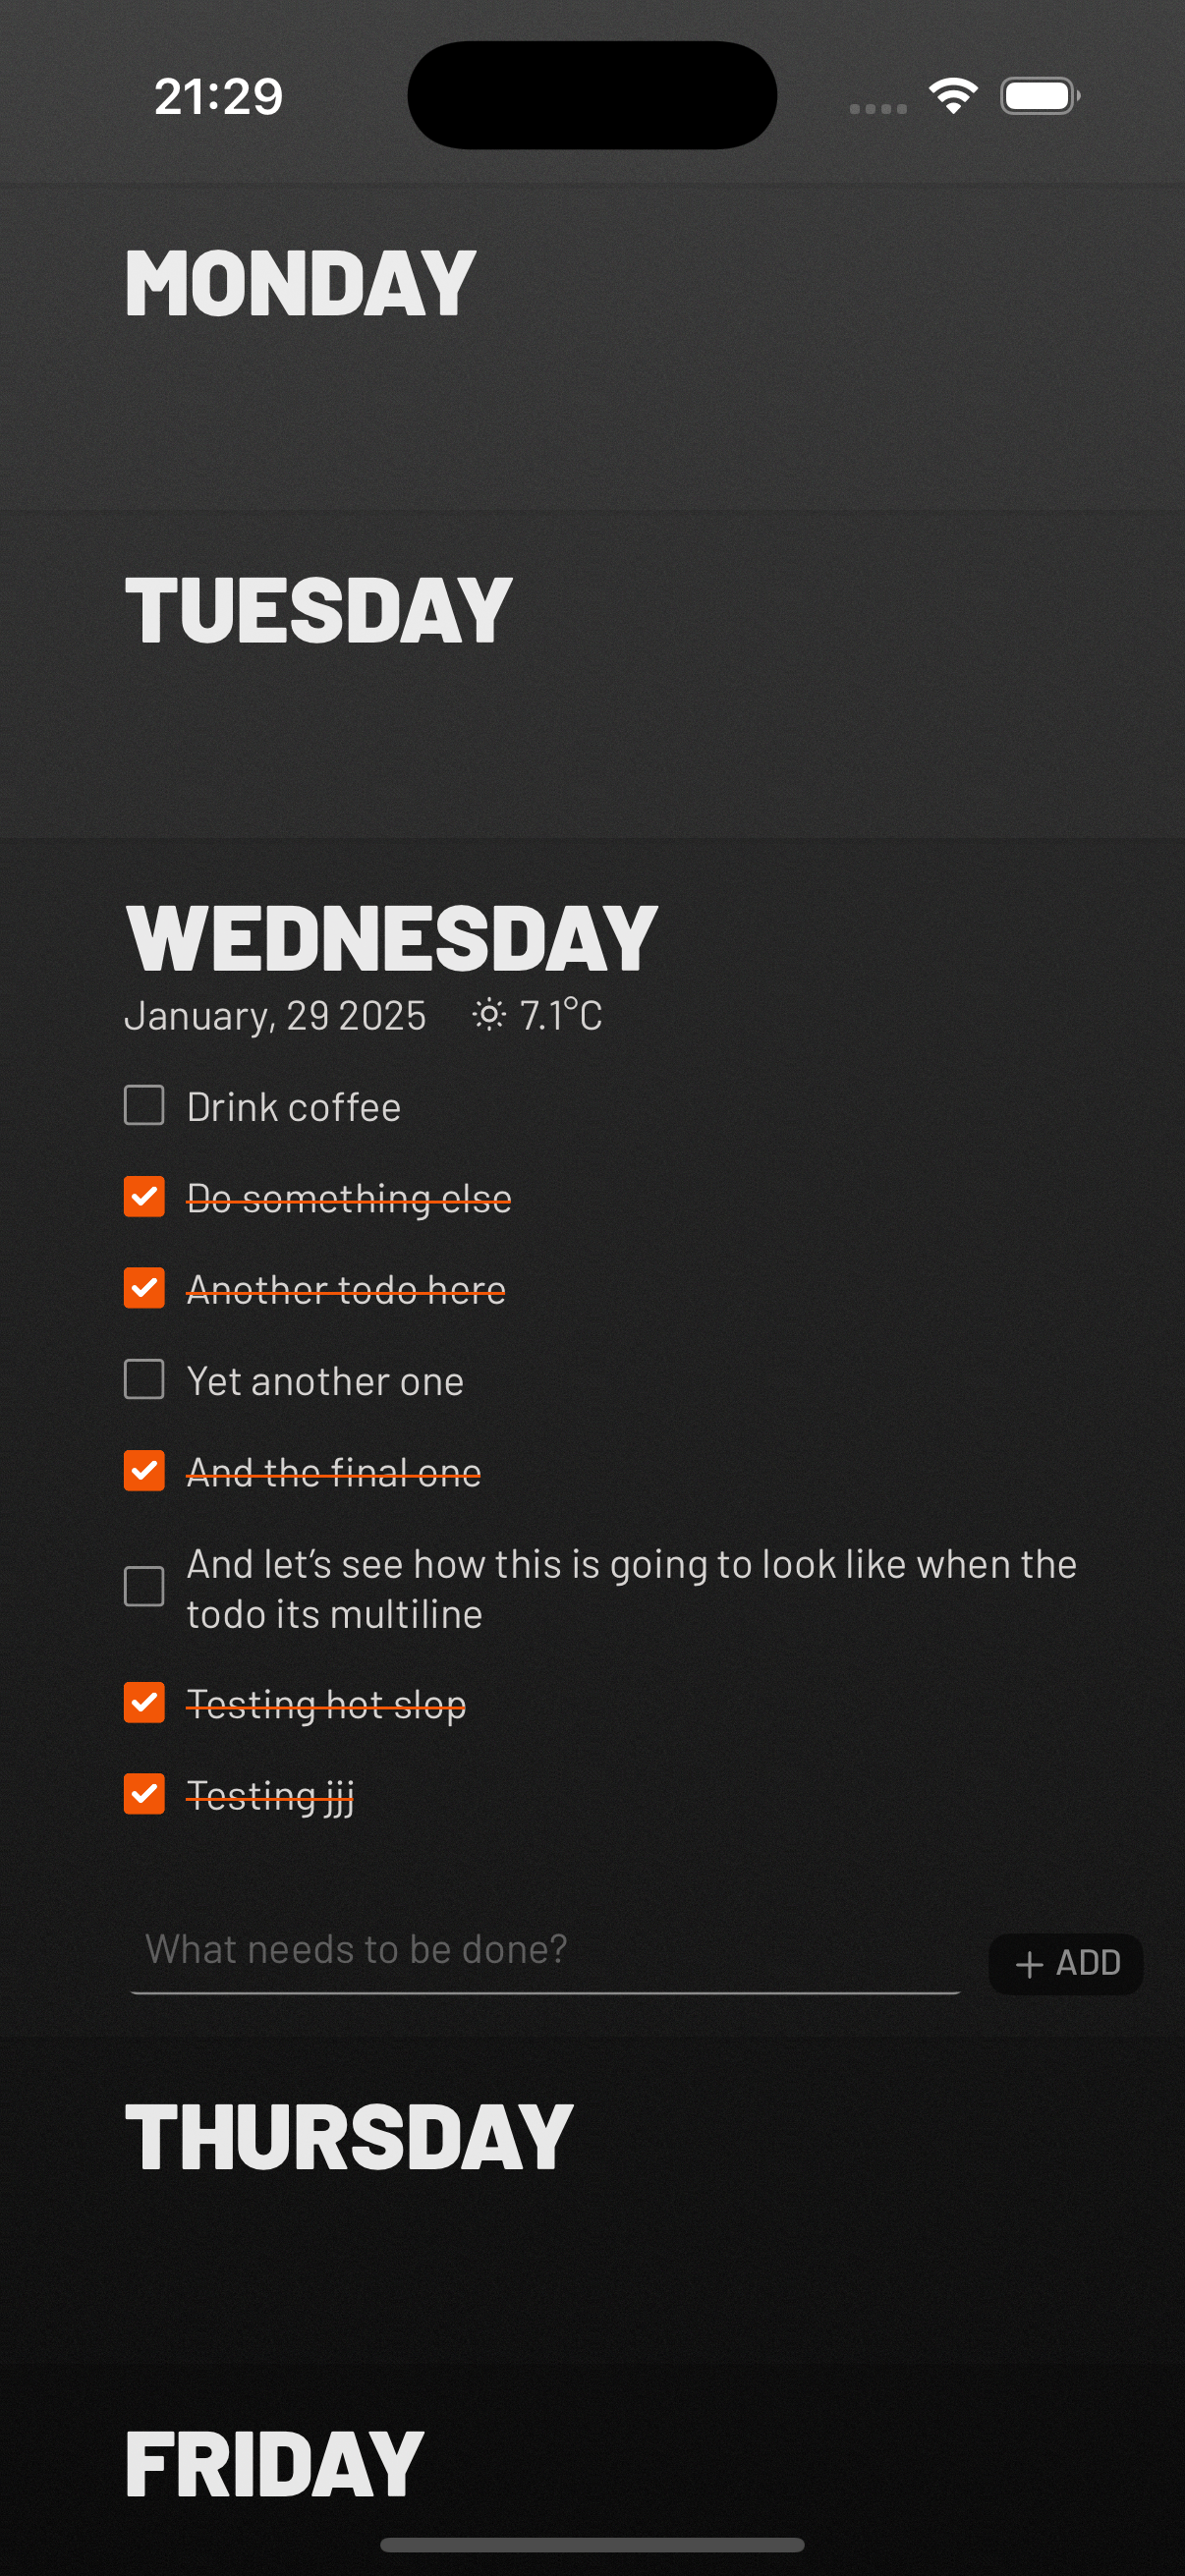 21:29
MONDAY
TUESDAY
WEDNESDAY
January, 29 2025 7.1°C
Drink coffee
Do something else
Another todo here
Yet another one
And the final one
And let’s see how this is going to look like when the
todo its multiline
Testing hot slop
Testing jjj
What needs to be done?
+ ADD
THURSDAY
FRIDAY